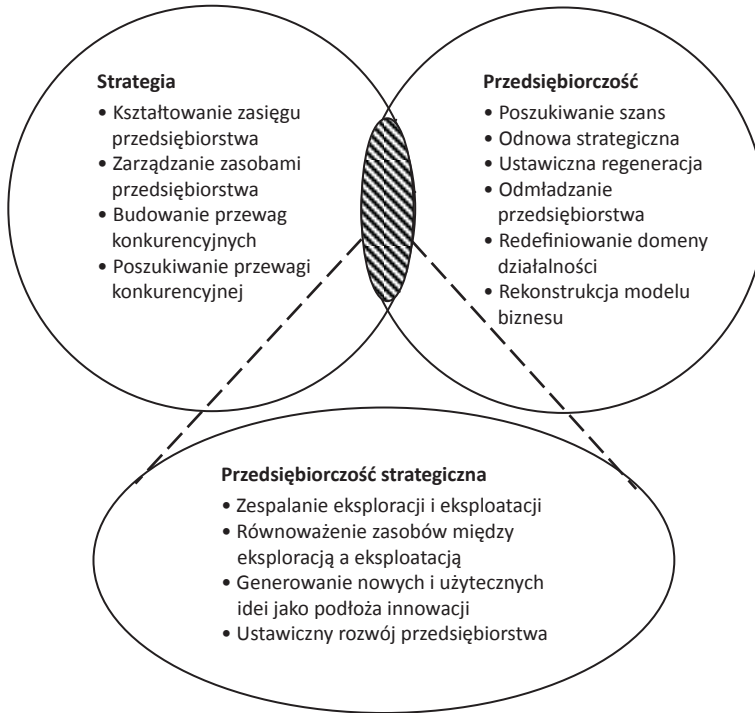 Strategia
• Kształtowanie zasięgu
przedsiębiorstwa
• Zarządzanie zasobami
przedsiębiorstwa
• Budowanie przewag
konkurencyjnych
• Poszukiwanie przewagi
konkurencyjnej
Przedsiębiorczość
• Poszukiwanie szans
• Odnowa strategiczna
• Ustawiczna regeneracja
• Odmładzanie
przedsiębiorstwa
• Redefiniowanie domeny
działalności
• Rekonstrukcja modelu
biznesu
Przedsiębiorczość strategiczna
• Zespalanie eksploracji i eksploatacji
• Równoważenie zasobów między
eksploracją a eksploatacją
• Generowanie nowych i użytecznych
idei jako podłoża innowacji
• Ustawiczny rozwój przedsiębiorstwa